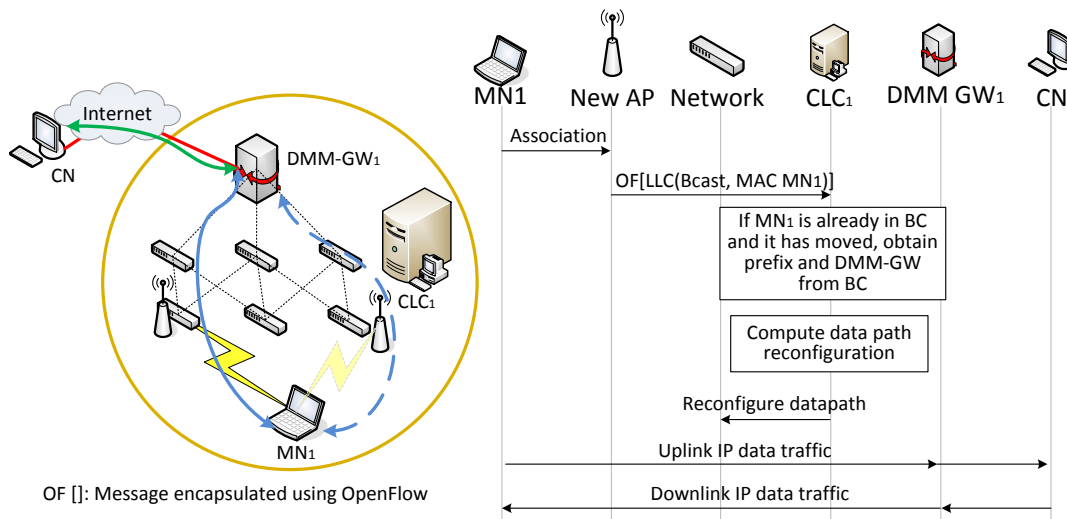 Internet
CN
DMM-GW₁
CLC₁
MN₁
OF []: Message encapsulated using OpenFlow
MN1
New AP
Network
CLC₁
DMM GW₁
CN
Association
OF[LLC(Bcast, MAC MN1)]
If MN₁ is already in BC
and it has moved, obtain
prefix and DMM-GW
from BC
Compute data path
reconfiguration
Reconfigure datapath
Uplink IP data traffic
Downlink IP data traffic